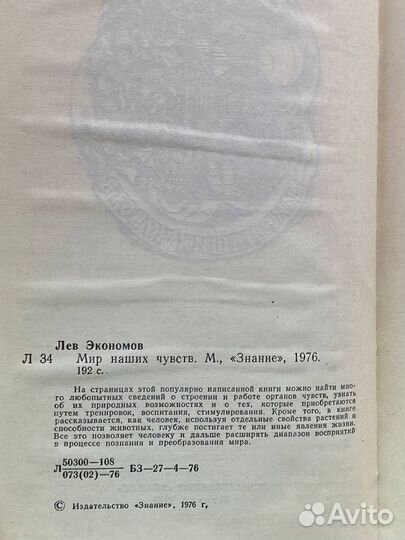 Лев Экономов
Л 34 Мир наших чувств. М., «Знание», 1976.
192 с.
На страницах этой популярно написанной книги можно найти мно-
го любопытных сведений о строении и работе органов чувств, узнать
об их природных возможностях и о тех, которые приобретаются
путем тренировок, воспитания, стимулирования. Кроме того, в книге
рассказывается, как человек, используя отдельные свойства растений и
способности животных, глубже постигает те или иные явления жизни.
Все это позволяет человеку и дальше расширять диапазон восприятий
в процессе познания и преобразования мира.
Л 50300—108
073(02)—76 БЗ—27—4—76
© Издательство «Знание», 1976 г.
Avito